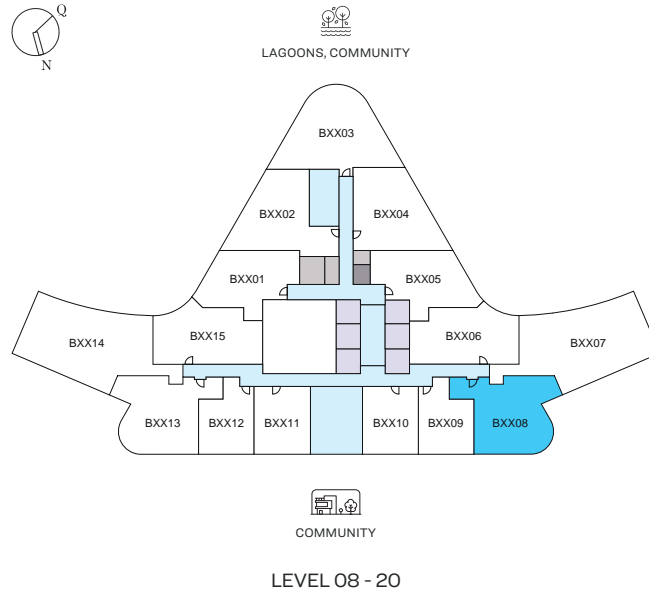 Q
N
LAGOONS, COMMUNITY
BXX03
BXX02
BXX04
BXX01
BXX05
BXX15
BXX06
BXX14
BXX07
BXX13
BXX12
BXX11
BXX10
BXX09
BXX08
COMMUNITY
LEVEL 08 - 20